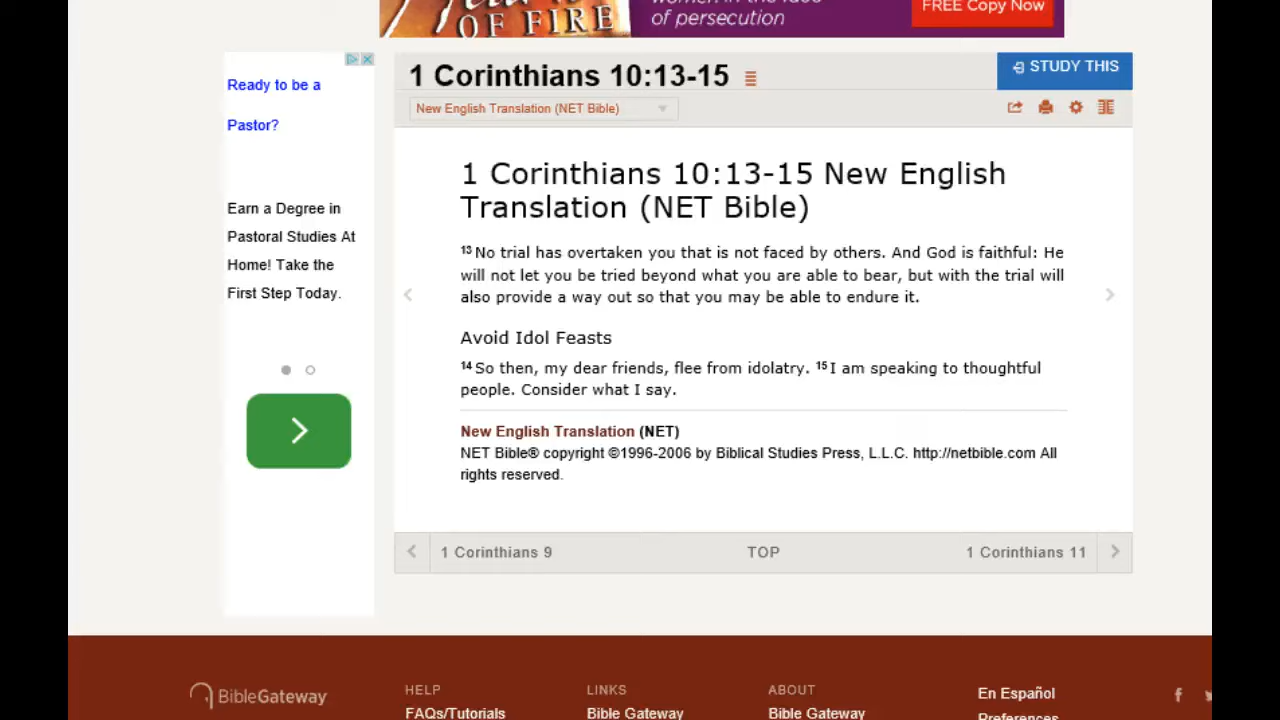 OF FIRE
of persecution
FREE Copy Now
Ready to be a
Pastor?
Earn a Degree in
Pastoral Studies At
Home! Take the
First Step Today.
1 Corinthians 10:13-15
STUDY THIS
New English Translation (NET Bible)
1 Corinthians 10:13-15 New English
Translation (NET Bible)
13 No trial has overtaken you that is not faced by others. And God is faithful: He
will not let you be tried beyond what you are able to bear, but with the trial will
also provide a way out so that you may be able to endure it.
Avoid Idol Feasts
14 So then, my dear friends, flee from idolatry. 15 I am speaking to thoughtful
people. Consider what I say.
New English Translation (NET)
NET Bible® copyright ©1996-2006 by Biblical Studies Press, L.L.C. http://netbible.com All
rights reserved.
1 Corinthians 9
TOP
1 Corinthians 11
BibleGateway
HELP
FAQs/Tutorials
LINKS
Bible Gateway
ABOUT
Bible Gateway
En Español
Preferences